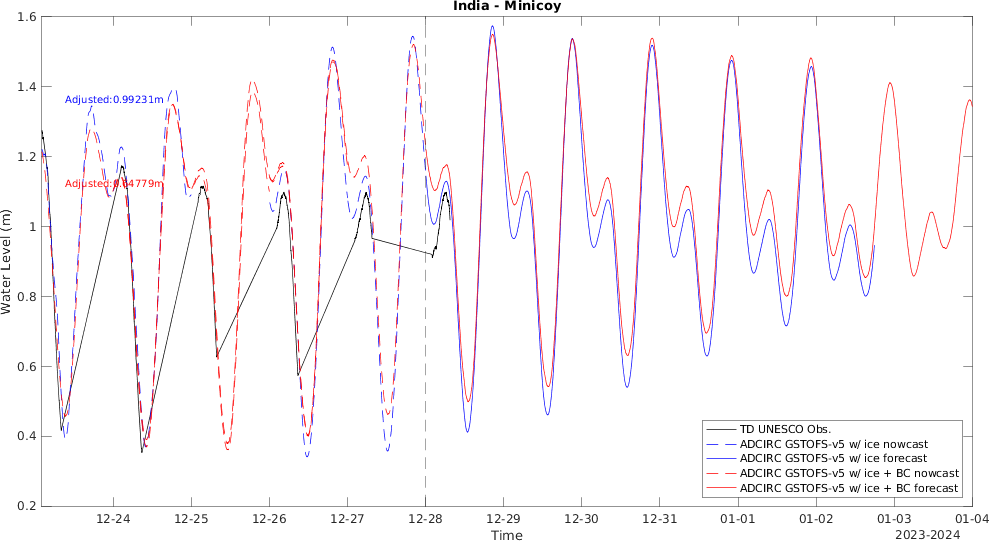 India - Minicoy
1.6
1.4
1.2
1
0.8
0.6
0.4
0.2
Water Level (m)
Adjusted:0.99231m
Adjusted:0.84779m
TD UNESCO Obs.
ADCIRC GSTOFS-v5 w/ ice nowcast
ADCIRC GSTOFS-v5 w/ ice forecast
ADCIRC GSTOFS-v5 w/ ice + BC nowcast
ADCIRC GSTOFS-v5 w/ ice + BC forecast
12-24 12-25 12-26 12-27 12-28 12-29 12-30 12-31 01-01 01-02 01-03 01-04
Time
2023-2024